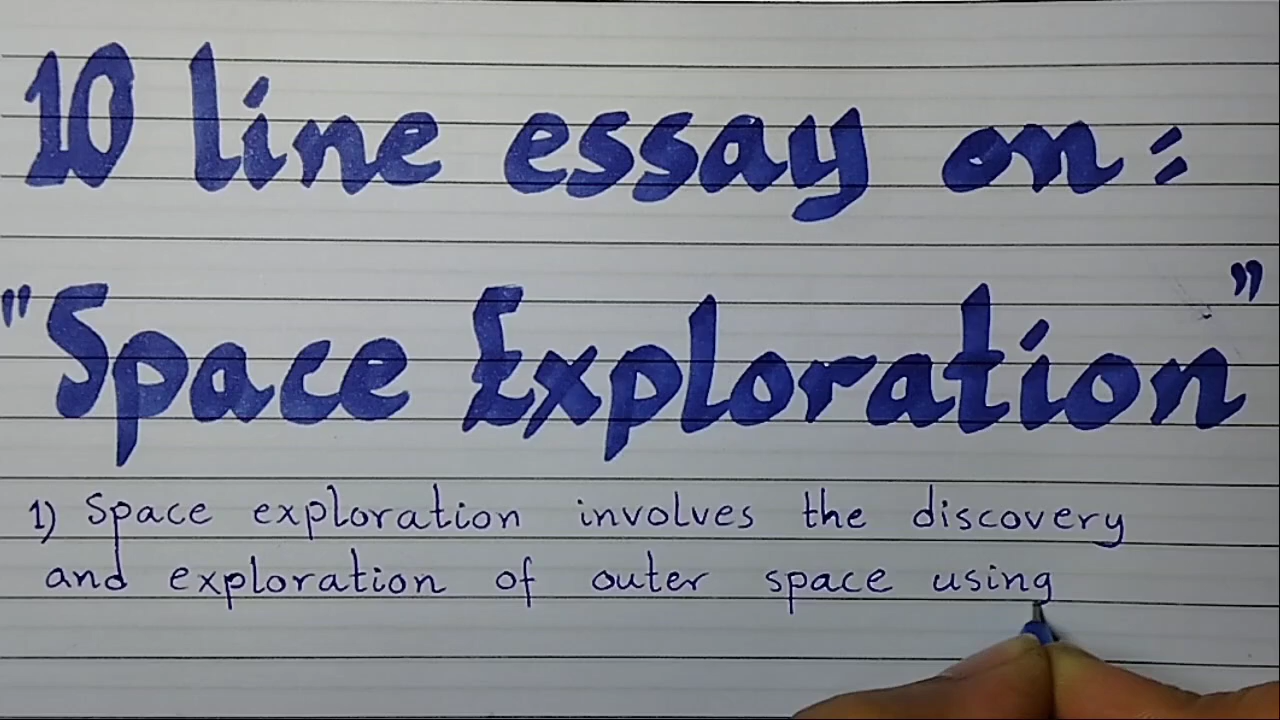 10 line essay on:
"Space Exploration"
1) Space exploration involves the discovery
and exploration of outer space using